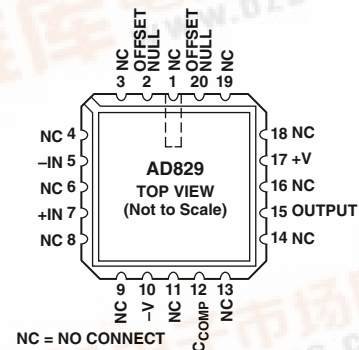 NC
OFFSET NULL
NC
OFFSET NULL
NC
3 2 1 20 19
NC 4
–IN 5
NC 6
+IN 7
NC 8
18 NC
17 +V
16 NC
15 OUTPUT
14 NC
AD829
TOP VIEW
(Not to Scale)
9 10 11 12 13
NC
–V
NC
CCOMP
NC
NC = NO CONNECT